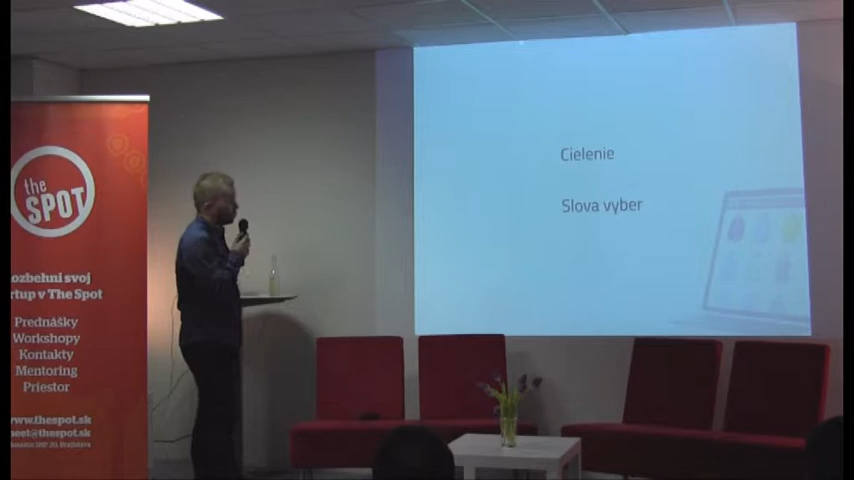 the
SPOT
ozbehni svoj
rtup v The Spot
Prednášky
Workshopy
Kontakty
Mentoring
Priestor
www.thespot.sk
meet@thespot.sk
Cielenie
Slova vyber